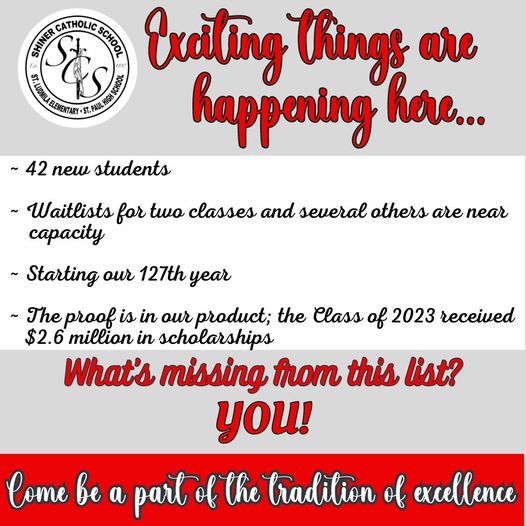 SHINER CATHOLIC SCHOOL
SCS
ST. LUDMILA ELEMENTARY • ST. PAUL HIGH SCHOOL
Exciting things are
happening here...
~ 42 new students
~ Waitlists for two classes and several others are near
capacity
~ Starting our 127th year
~ The proof is in our product; the Class of 2023 received
$2.6 million in scholarships
What's missing from this list?
YOU!
Come be a part of the tradition of excellence